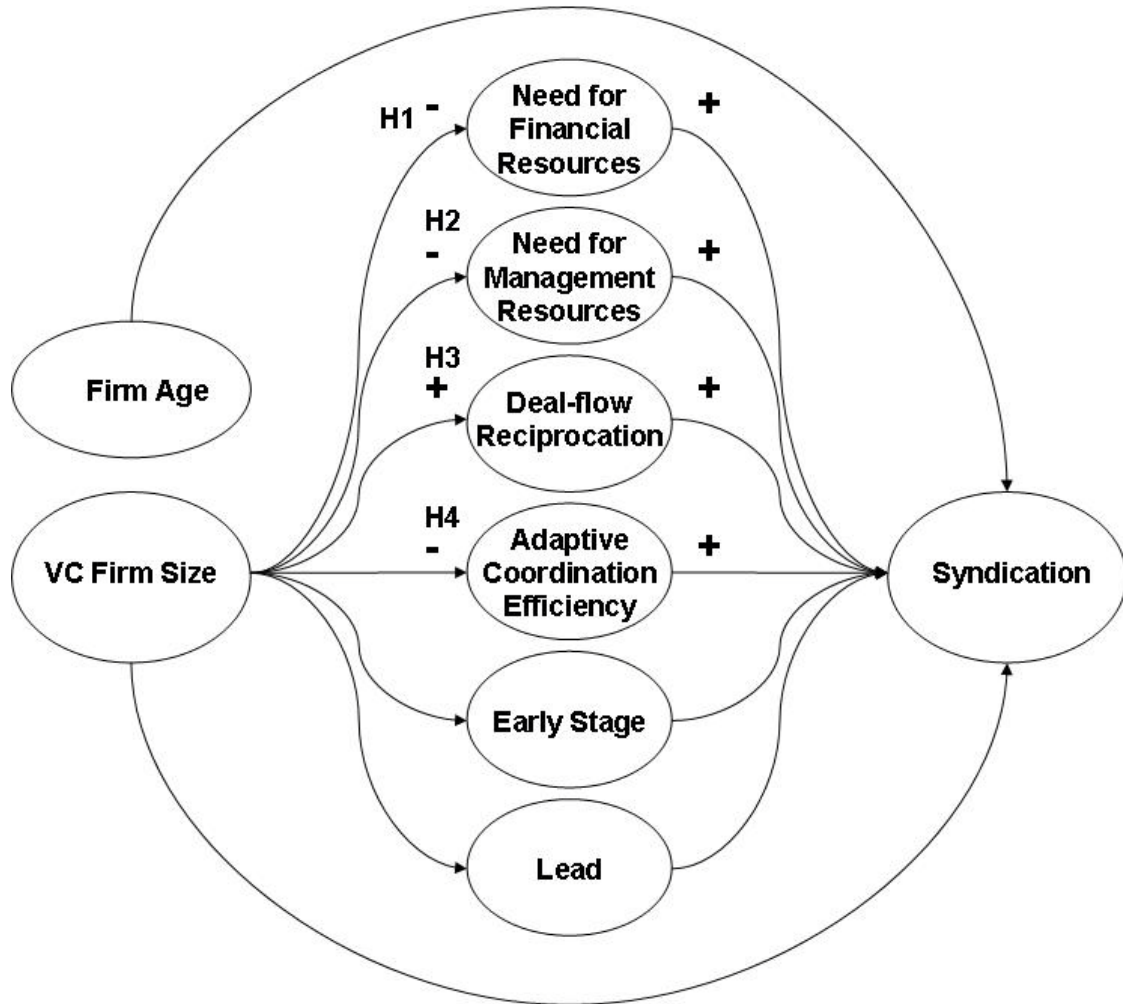 Need for
Financial
Resources
H1 -
+
H2
-
Need for
Management
Resources
+
Firm Age
H3
+
Deal-flow
Reciprocation
+
VC Firm Size
H4
-
Adaptive
Coordination
Efficiency
+
Syndication
Early Stage
Lead